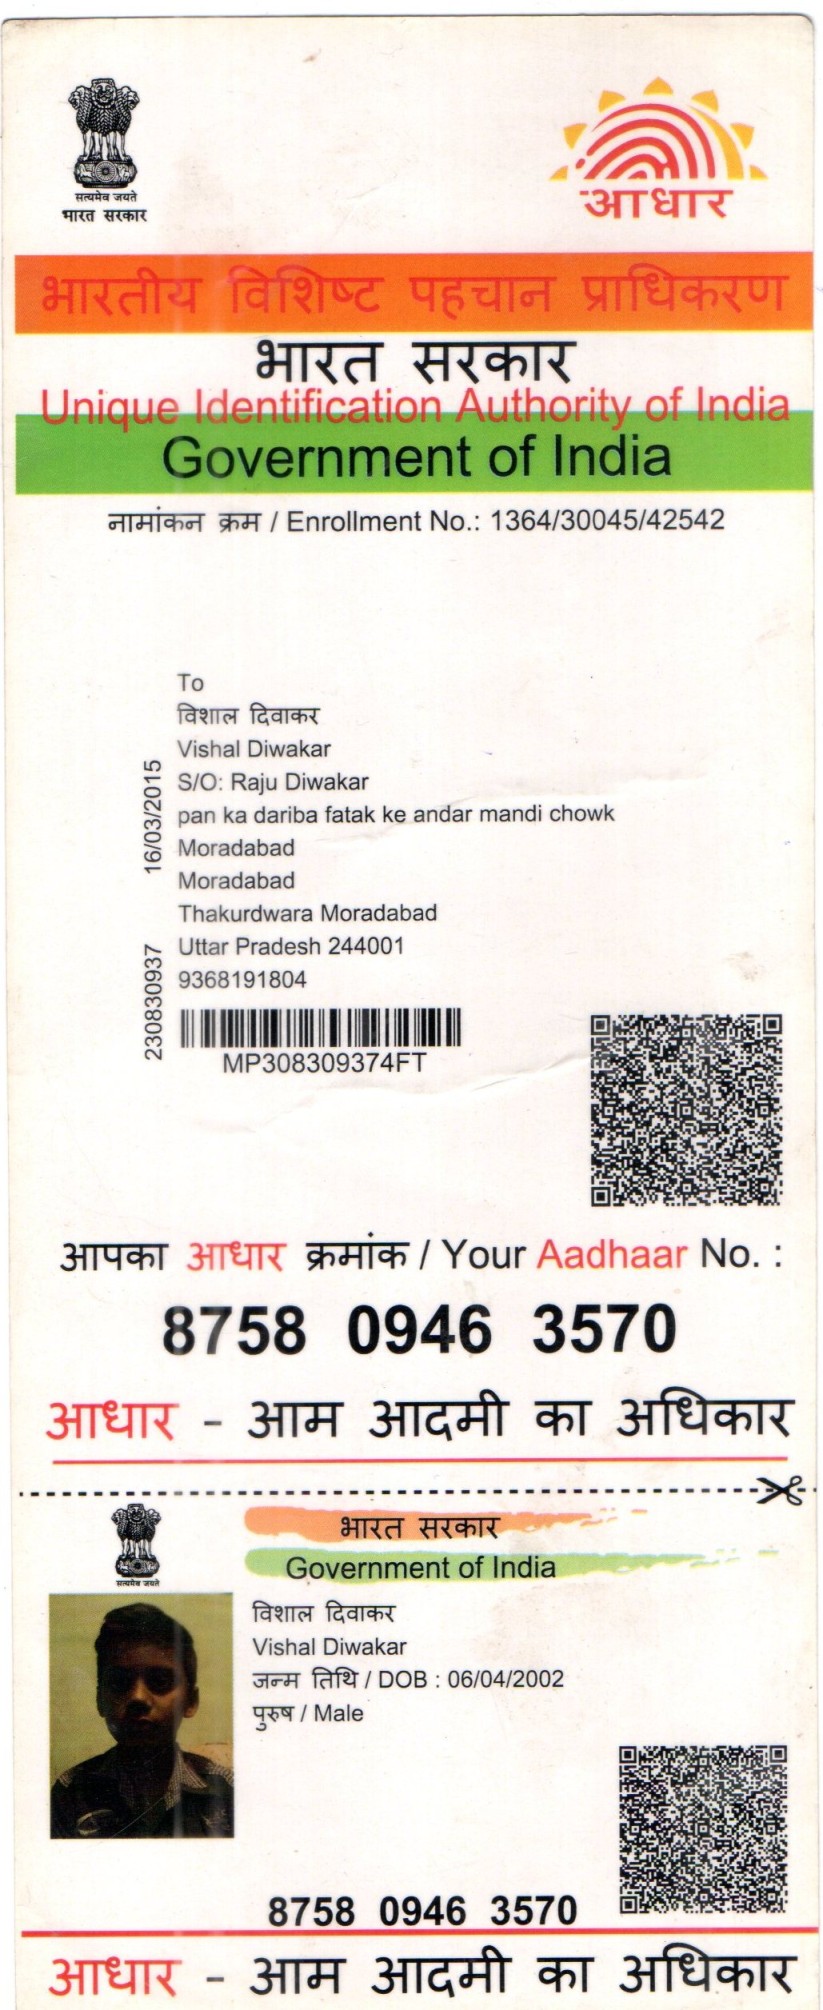 सत्यमेव जयते
भारत सरकार
आधार
भारतीय विशिष्ट पहचान प्राधिकरण
भारत सरकार
Unique Identification Authority of India
Government of India
नामांकन क्रम / Enrollment No.: 1364/30045/42542
To
विशाल दिवाकर
Vishal Diwakar
S/O: Raju Diwakar
pan ka dariba fatak ke andar mandi chowk
Moradabad
Moradabad
Thakurdwara Moradabad
Uttar Pradesh 244001
9368191804
230830937 16/03/2015
MP308309374FT
आपका आधार क्रमांक / Your Aadhaar No. :
8758 0946 3570
आधार - आम आदमी का अधिकार
सत्यमेव जयते
भारत सरकार
Government of India
विशाल दिवाकर
Vishal Diwakar
जन्म तिथि / DOB : 06/04/2002
पुरुष / Male
8758 0946 3570
आधार - आम आदमी का अधिकार